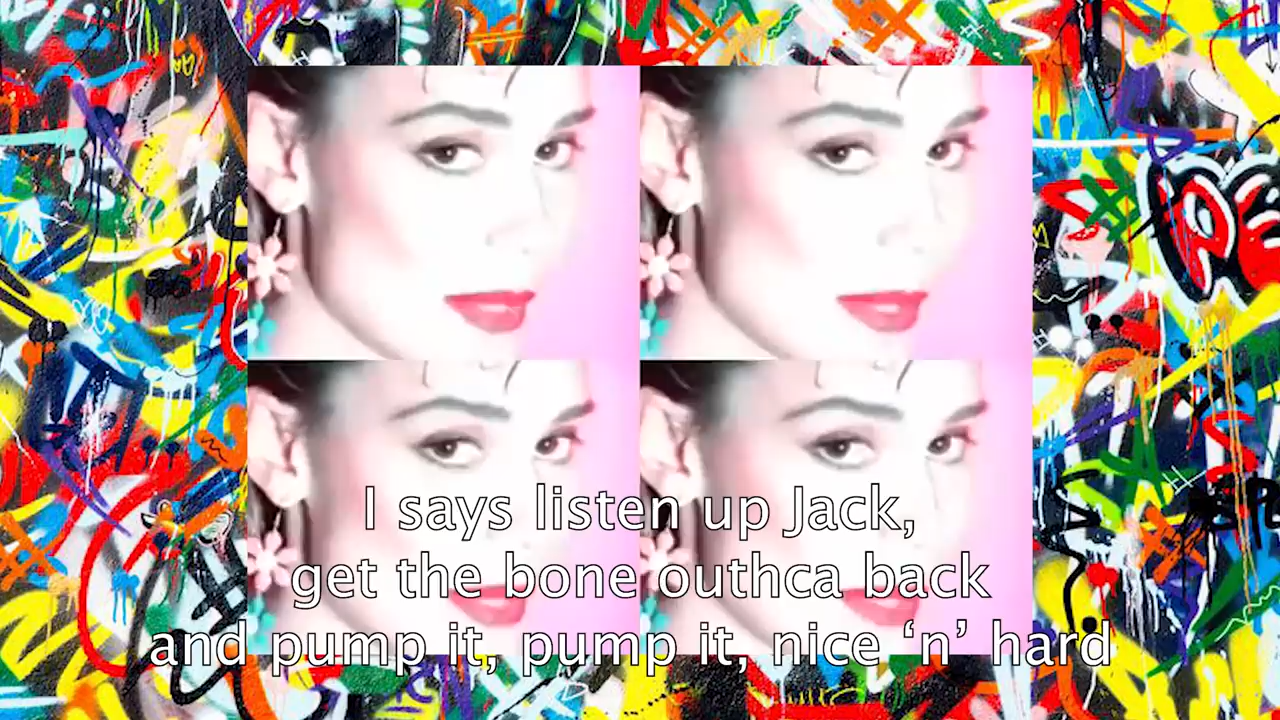 I says listen up Jack,
get the bone outhca back
and pump it, pump it, nice ‘n’ hard